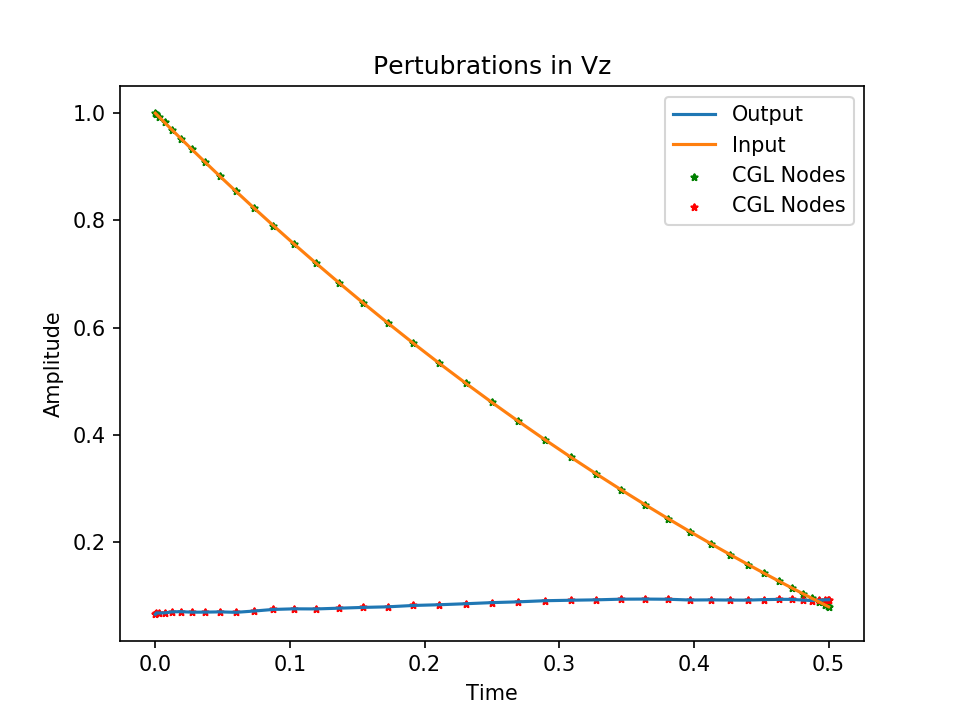 Pertubrations in Vz
Output
Input
CGL Nodes
CGL Nodes
1.0
0.8
0.6
0.4
0.2
Amplitude
0.0 0.1 0.2 0.3 0.4 0.5
Time